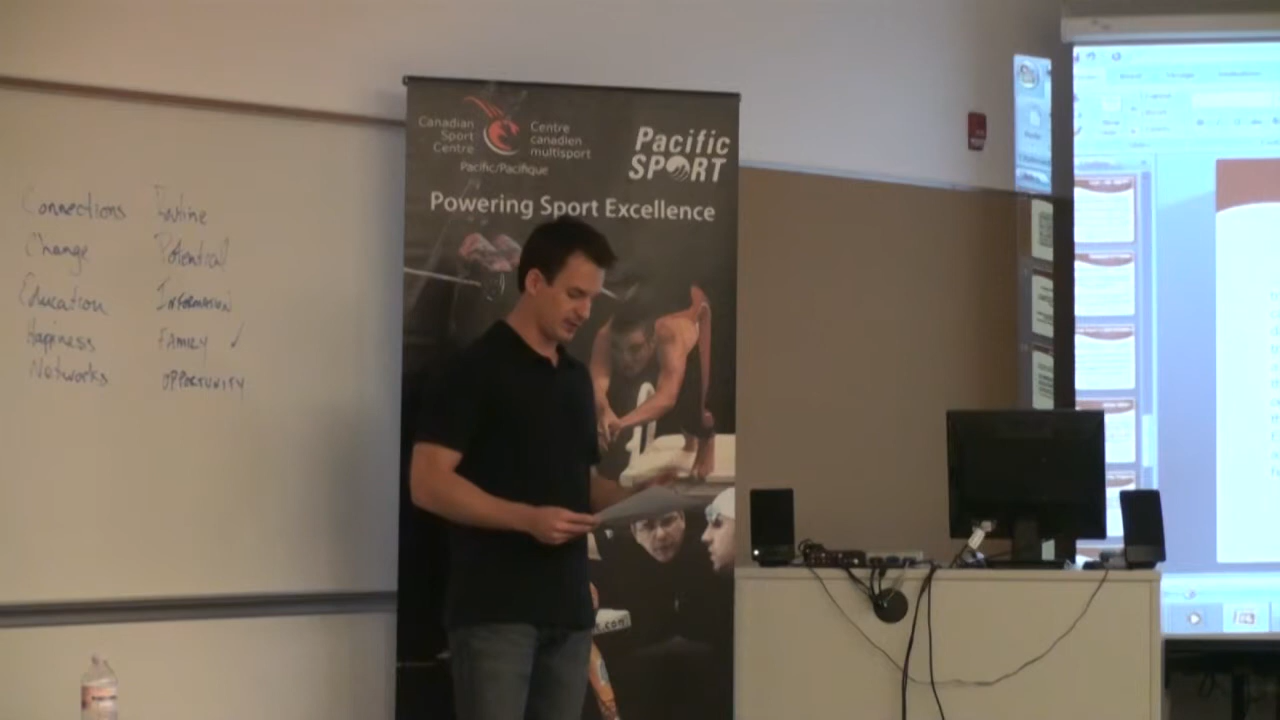 Connections Routine
Change Potential
Education Information
Happiness Family ✓
Networks Opportunity
Canadian
Sport
Centre
Centre
canadien
multisport
Pacific/Pacifique
Pacific
SPORT
Powering Sport Excellence